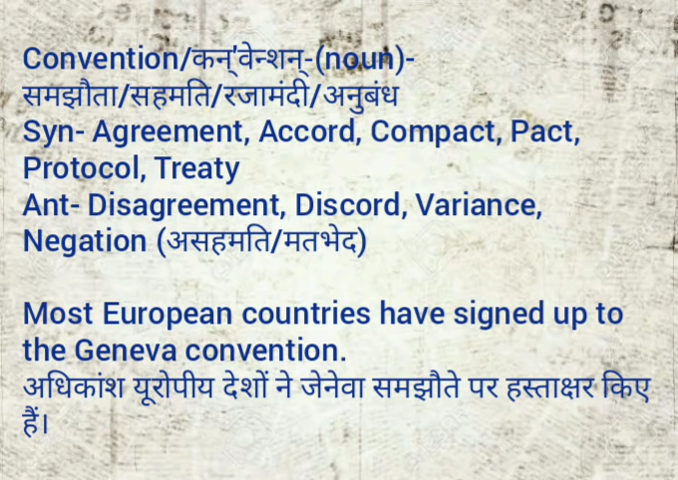 Convention/कन्'वेन्शन्-(noun)-
समझौता/सहमति/रजामंदी/अनुबंध
Syn- Agreement, Accord, Compact, Pact,
Protocol, Treaty
Ant- Disagreement, Discord, Variance,
Negation (असहमति/मतभेद)
Most European countries have signed up to
the Geneva convention.
अधिकांश यूरोपीय देशों ने जेनेवा समझौते पर हस्ताक्षर किए
हैं।